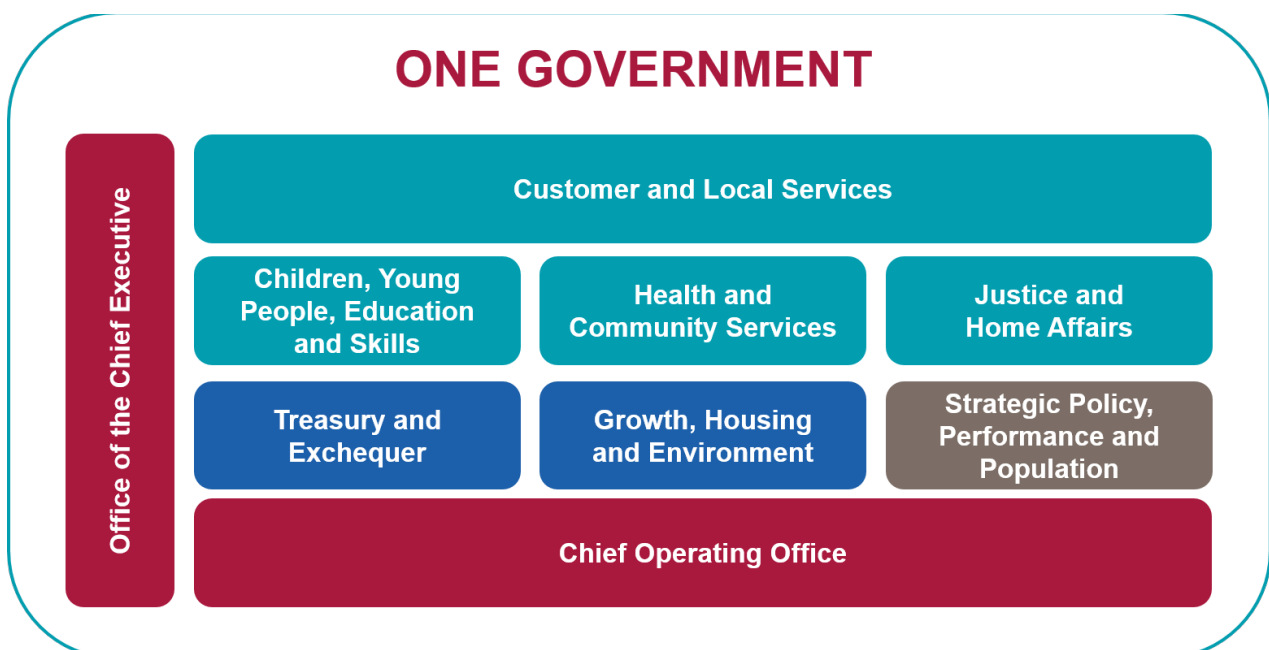 ONE GOVERNMENT
Office of the Chief Executive
Customer and Local Services
Children, Young
People, Education
and Skills
Health and
Community Services
Justice and
Home Affairs
Treasury and
Exchequer
Growth, Housing
and Environment
Strategic Policy,
Performance and
Population
Chief Operating Office